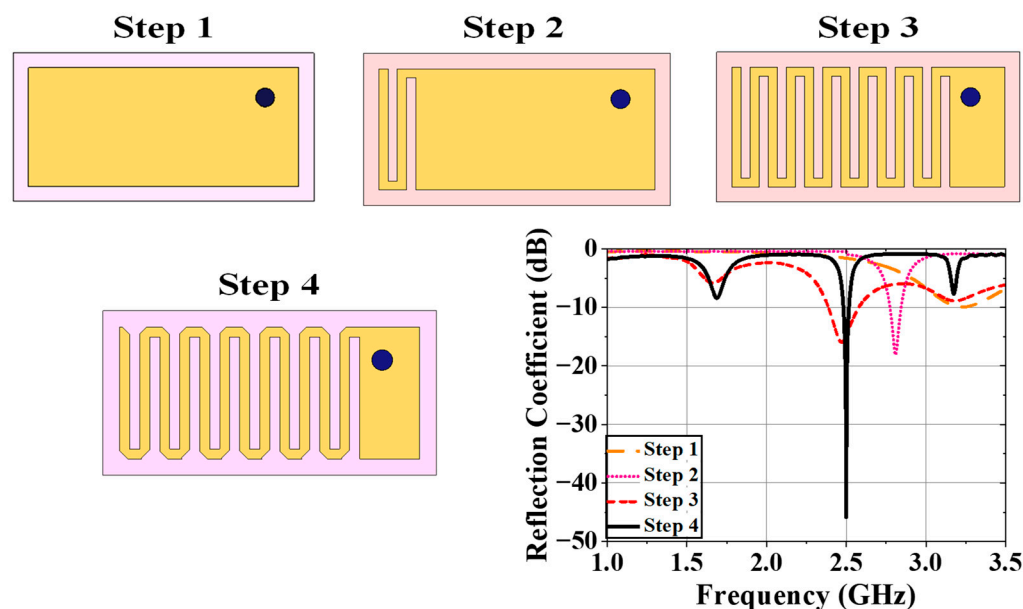 Step 1
Step 2
Step 3
Step 4
Reflection Coefficient (dB)
0
−10
−20
−30
−40
−50
Step 1
Step 2
Step 3
Step 4
1.0 1.5 2.0 2.5 3.0 3.5
Frequency (GHz)